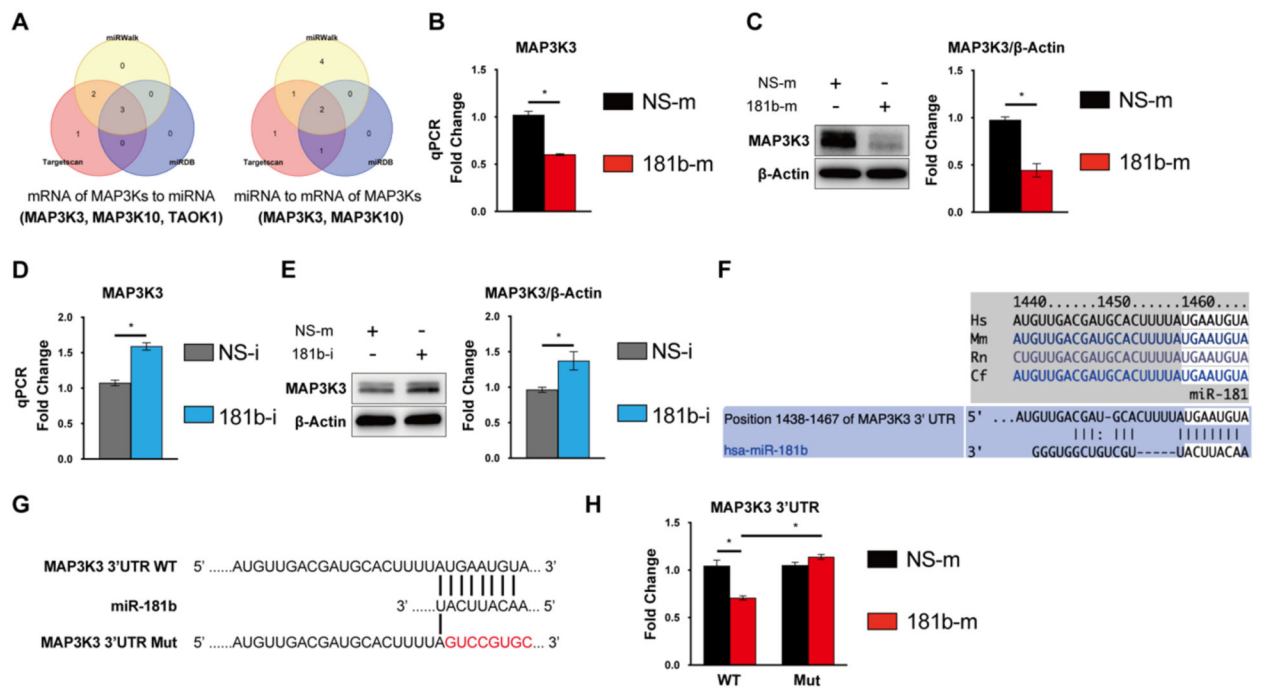 A
miRWalk
0
2
0
3
1
0
0
Targetscan
miRDB
mRNA of MAP3Ks to miRNA
(MAP3K3, MAP3K10, TAOK1)
miRWalk
4
1
0
2
1
0
1
Targetscan
miRDB
miRNA to mRNA of MAP3Ks
(MAP3K3, MAP3K10)
B
MAP3K3
qPCR
Fold Change
1.5
1.0
0.5
0.0
*
NS-m
181b-m
C
NS-m + -
181b-m - +
MAP3K3
β-Actin
MAP3K3/β-Actin
Fold Change
1.5
1.0
0.5
0.0
*
NS-m
181b-m
D
MAP3K3
qPCR
Fold Change
2.0
1.5
1.0
0.5
0.0
*
NS-i
181b-i
E
NS-m + -
181b-i - +
MAP3K3
β-Actin
MAP3K3/β-Actin
Fold Change
2.0
1.5
1.0
0.5
0.0
*
NS-i
181b-i
F
1440......1450......1460....
Hs AUGUUGACGAUGCACUUUUAUGAAUGUA
Mm AUGUUGACGAUGCACUUUUAUGAAUGUA
Rn CUGUUGACGAUGCACUUUUAUGAAUGUA
Cf AUGUUGACGAUGCACUUUUAUGAAUGUA
miR-181
Position 1438-1467 of MAP3K3 3' UTR 5' ...AUGUUGACGAU-GCACUUUUAUGAAUGUA
|||: ||| ||||||||
hsa-miR-181b 3' GGGUGGCUGUCGU-----UACUUACAA
G
MAP3K3 3'UTR WT 5' ......AUGUUGACGAUGCACUUUUAUGAAUGUA... 3'
miR-181b 3' ......UACUUACAA... 5'
MAP3K3 3'UTR Mut 5' ......AUGUUGACGAUGCACUUUUAGUCCGUGC... 3'
H
MAP3K3 3'UTR
Fold Change
1.5
1.0
0.5
0.0
*
*
WT
Mut
NS-m
181b-m